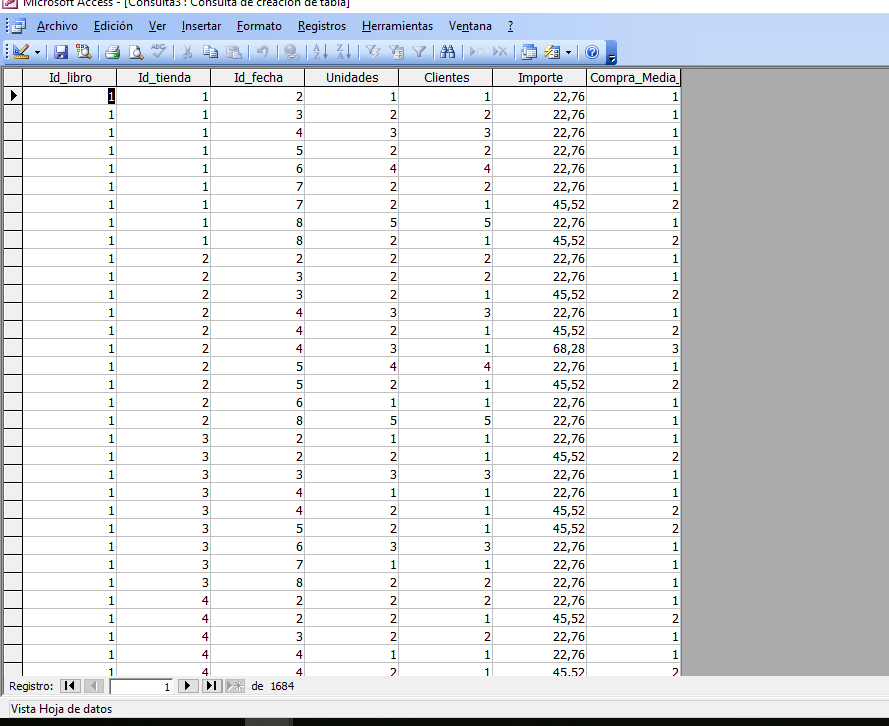 Microsoft Access - [Consulta3 : Consulta de creación de tabla]
Archivo Edición Ver Insertar Formato Registros Herramientas Ventana ?
Id_libro Id_tienda Id_fecha Unidades Clientes Importe Compra_Media_
1 1 2 1 1 22,76 1
1 1 3 2 2 22,76 1
1 1 4 3 3 22,76 1
1 1 5 2 2 22,76 1
1 1 6 4 4 22,76 1
1 1 7 2 2 22,76 1
1 1 7 2 1 45,52 2
1 1 8 5 5 22,76 1
1 1 8 2 1 45,52 2
1 2 2 2 2 22,76 1
1 2 3 2 2 22,76 1
1 2 3 2 1 45,52 2
1 2 4 3 3 22,76 1
1 2 4 2 1 45,52 2
1 2 4 3 1 68,28 3
1 2 5 4 4 22,76 1
1 2 5 2 1 45,52 2
1 2 6 1 1 22,76 1
1 2 8 5 5 22,76 1
1 3 2 1 1 22,76 1
1 3 2 2 1 45,52 2
1 3 3 3 3 22,76 1
1 3 4 1 1 22,76 1
1 3 4 2 1 45,52 2
1 3 5 2 1 45,52 2
1 3 6 3 3 22,76 1
1 3 7 1 1 22,76 1
1 3 8 2 2 22,76 1
1 4 2 2 2 22,76 1
1 4 2 2 1 45,52 2
1 4 3 2 2 22,76 1
1 4 4 1 1 22,76 1
1 4 4 2 1 45,52 2
Registro: 1 de 1684
Vista Hoja de datos